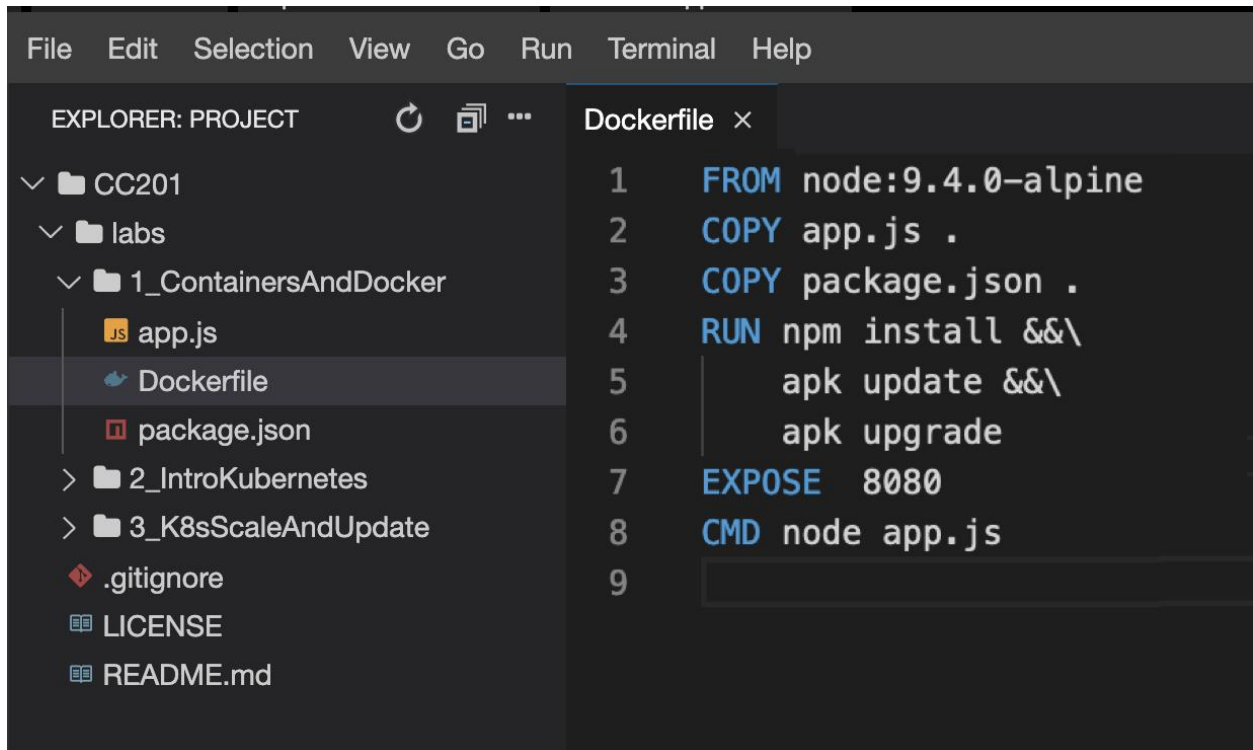 File Edit Selection View Go Run Terminal Help
EXPLORER: PROJECT
CC201
labs
1_ContainersAndDocker
app.js
Dockerfile
package.json
2_IntroKubernetes
3_K8sScaleAndUpdate
.gitignore
LICENSE
README.md
Dockerfile ×
1 FROM node:9.4.0-alpine
2 COPY app.js .
3 COPY package.json .
4 RUN npm install &&\
5 apk update &&\
6 apk upgrade
7 EXPOSE  8080
8 CMD node app.js
9